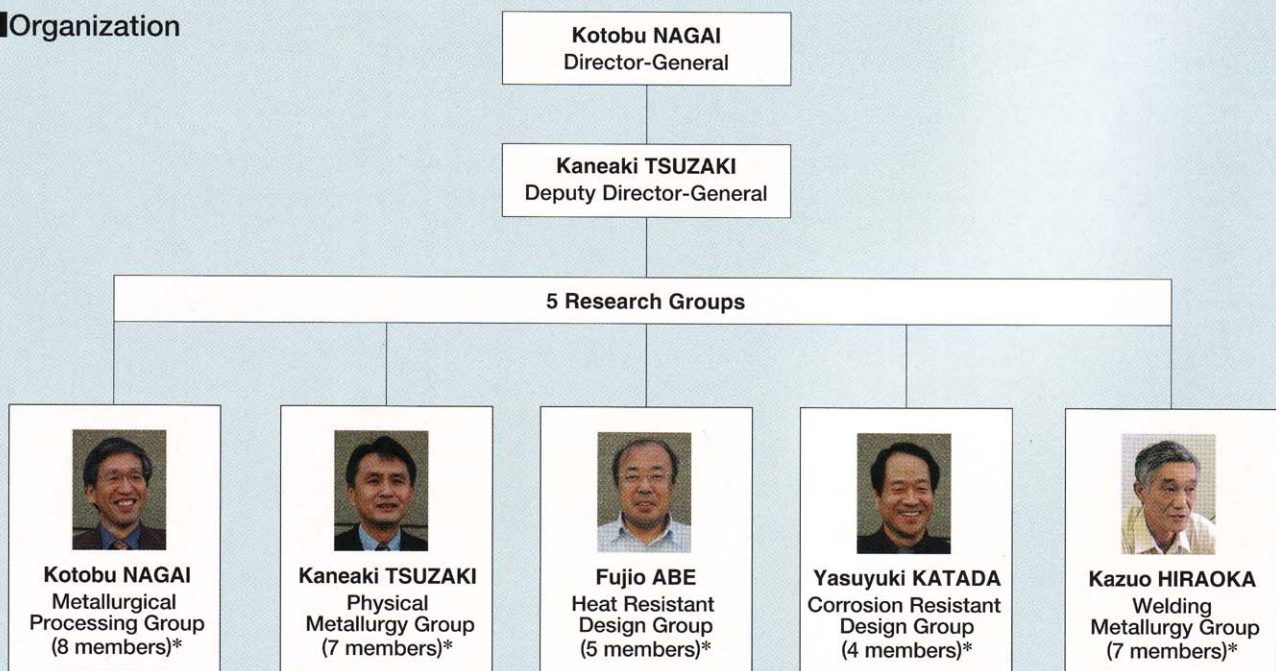 Organization
Kotobu NAGAI
Director-General
Kaneaki TSUZAKI
Deputy Director-General
5 Research Groups
Kotobu NAGAI
Metallurgical
Processing Group
(8 members)*
Kaneaki TSUZAKI
Physical
Metallurgy Group
(7 members)*
Fujio ABE
Heat Resistant
Design Group
(5 members)*
Yasuyuki KATADA
Corrosion Resistant
Design Group
(4 members)*
Kazuo HIRAOKA
Welding
Metallurgy Group
(7 members)*